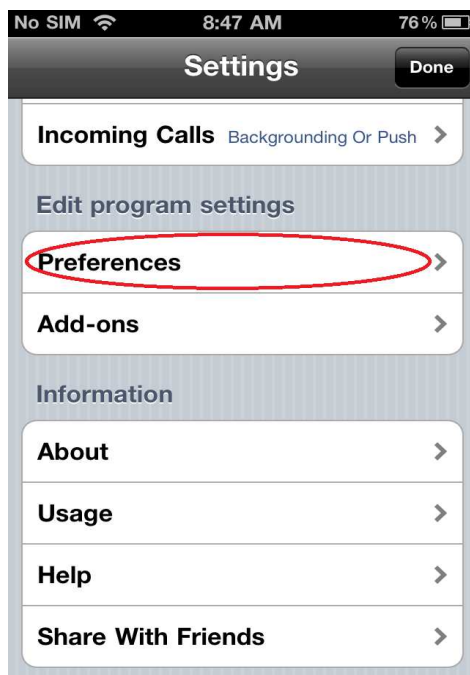 No SIM 8:47 AM 76%
Settings Done
Incoming Calls Backgrounding Or Push
Edit program settings
Preferences
Add-ons
Information
About
Usage
Help
Share With Friends